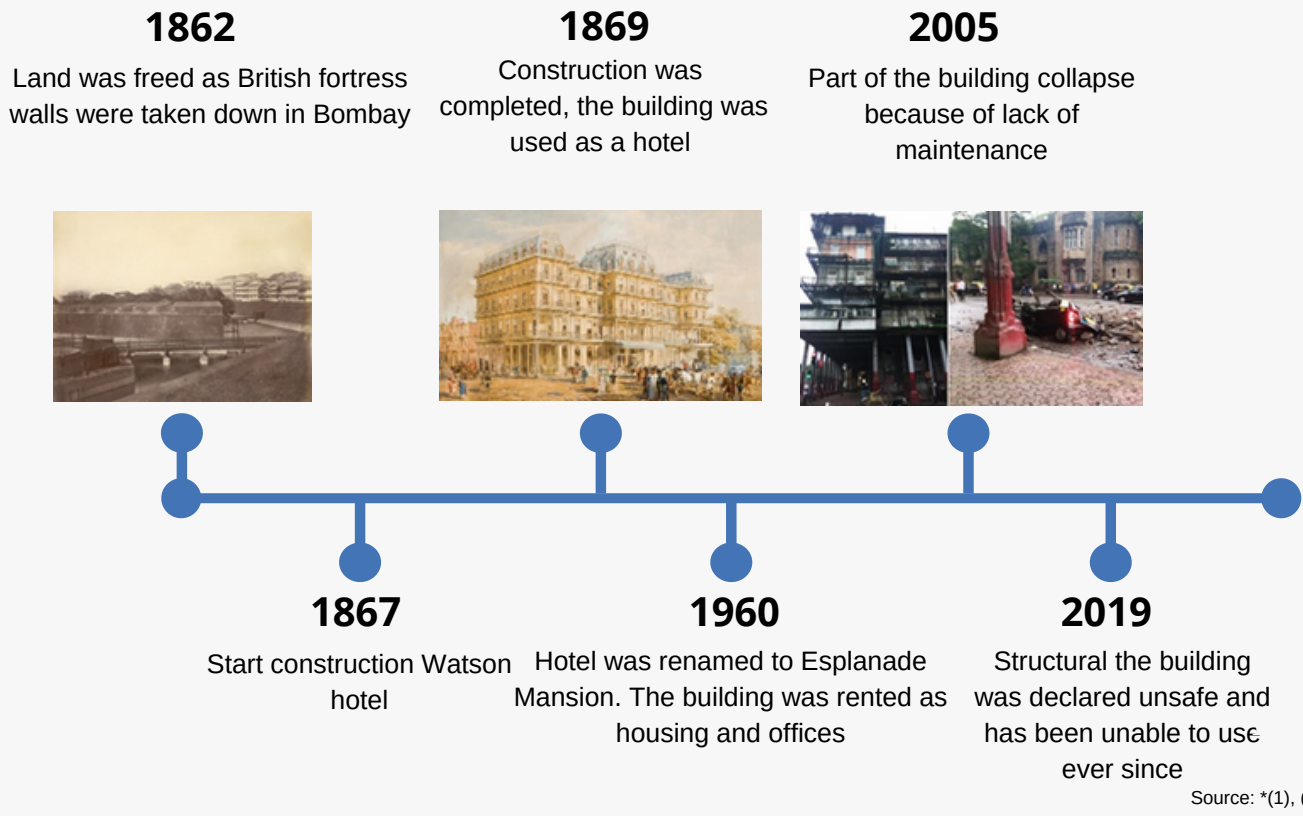 1862
Land was freed as British fortress
walls were taken down in Bombay
1869
Construction was
completed, the building was
used as a hotel
2005
Part of the building collapse
because of lack of
maintenance
1867
Start construction Watson
hotel
1960
Hotel was renamed to Esplanade
Mansion. The building was rented as
housing and offices
2019
Structural the building
was declared unsafe and
has been unable to use
ever since
Source: *(1), (